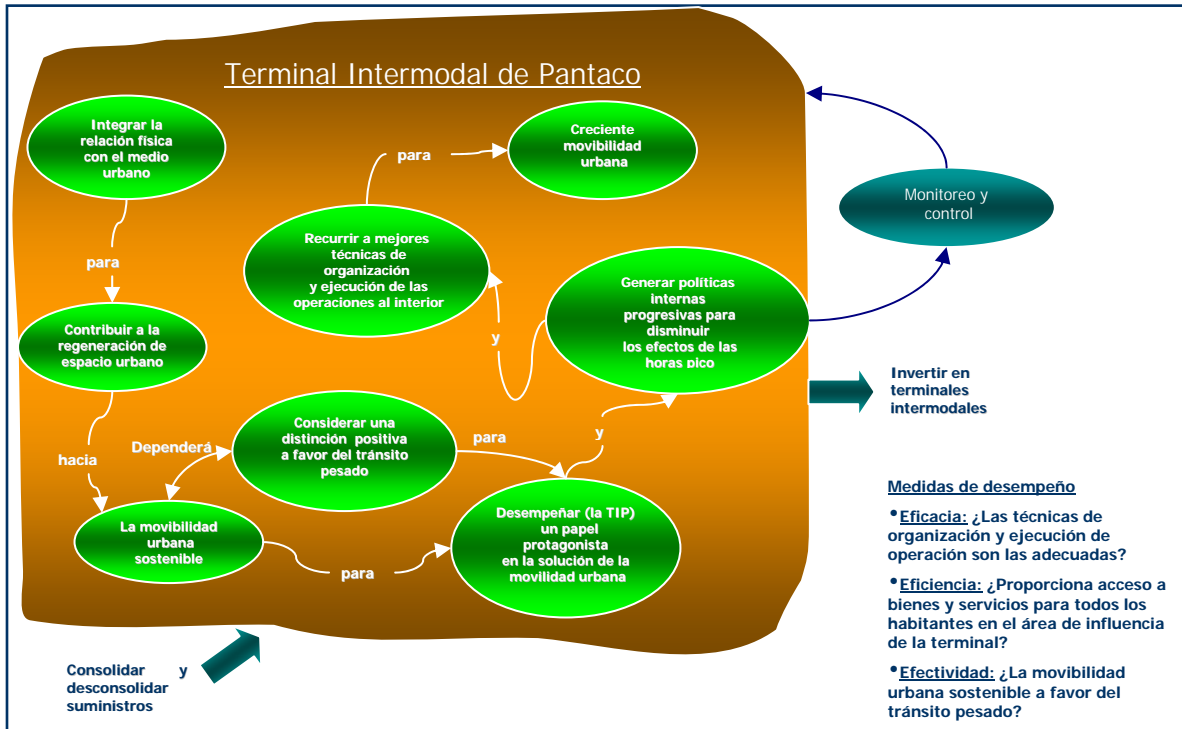 Terminal Intermodal de Pantaco
Integrar la
relación física
con el medio
urbano
para
Contribuir a la
regeneración de
espacio urbano
hacia
La movibilidad
urbana
sostenible
Dependerá
para
Considerar una
distinción positiva
a favor del tránsito
pesado
para
Desempeñar (la TIP)
un papel
protagonista
en la solución de la
movilidad urbana
y
Generar políticas
internas
progresivas para
disminuir
los efectos de las
horas pico
y
Recurrir a mejores
técnicas de
organización
y ejecución de las
operaciones al interior
para
Creciente
movibilidad
urbana
Monitoreo y
control
Invertir en
terminales
intermodales
Consolidar y
desconsolidar
suministros
Medidas de desempeño
•Eficacia: ¿Las técnicas de
organización y ejecución de
operación son las adecuadas?
•Eficiencia: ¿Proporciona acceso a
bienes y servicios para todos los
habitantes en el área de influencia
de la terminal?
•Efectividad: ¿La movibilidad
urbana sostenible a favor del
tránsito pesado?